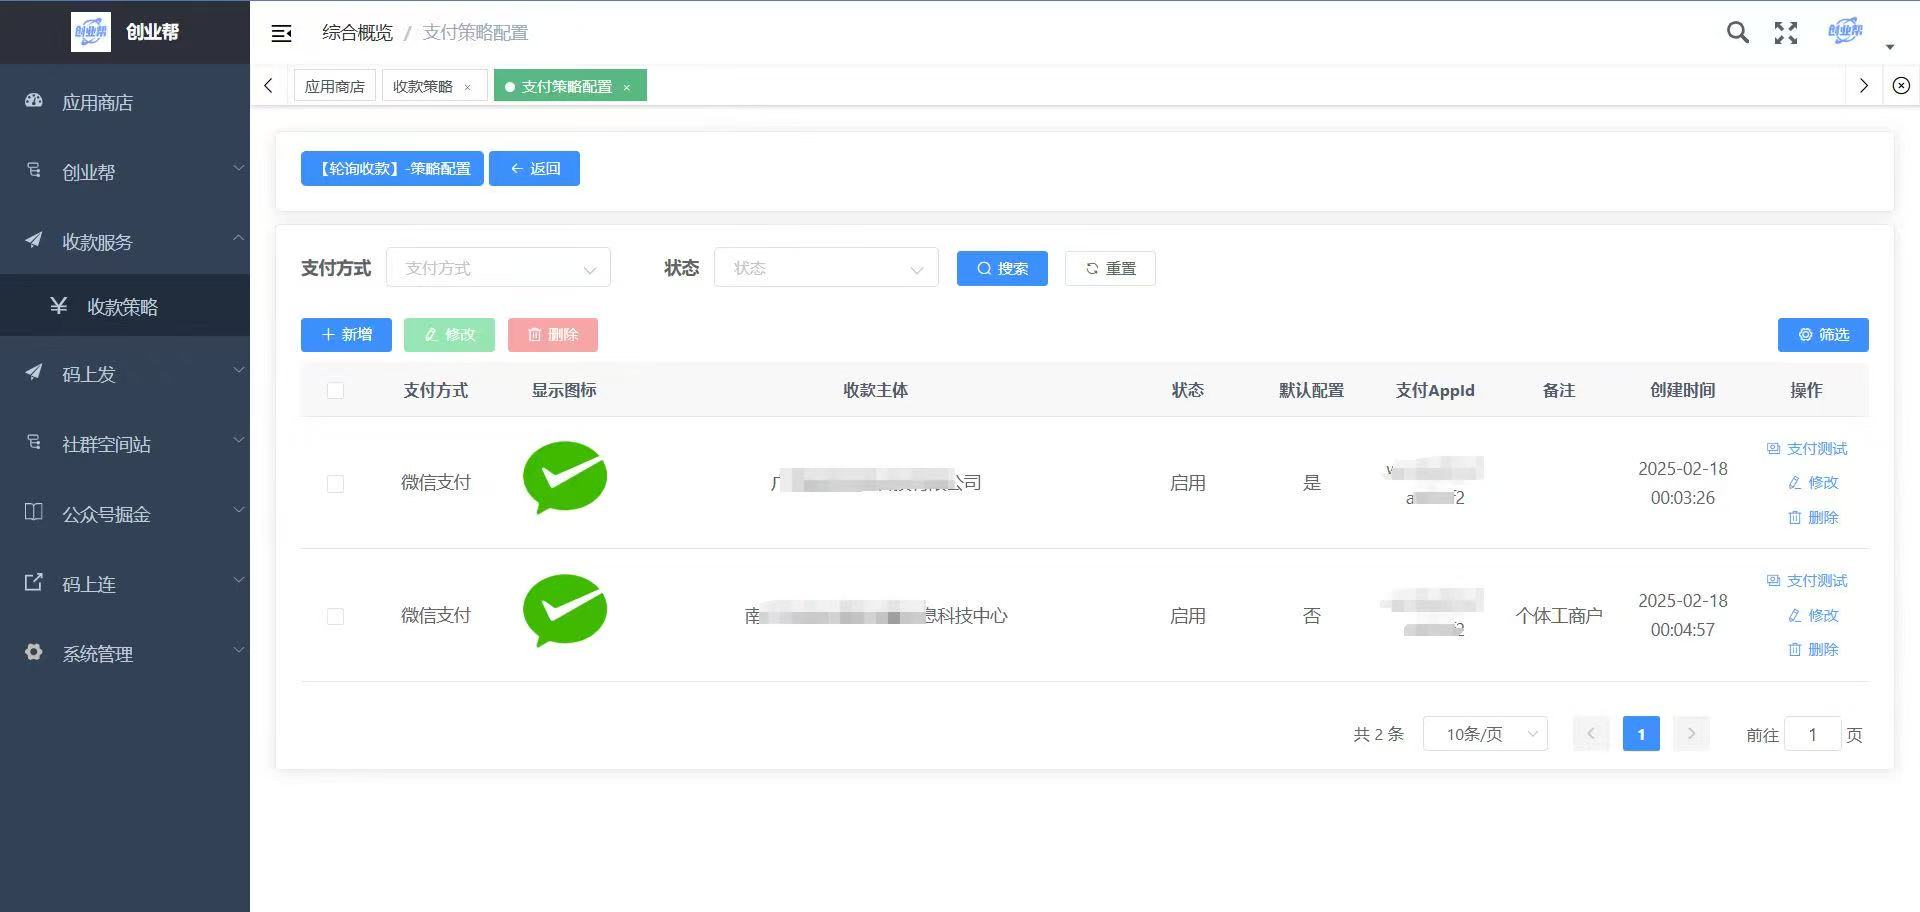 创业帮
创业帮
综合概览 / 支付策略配置
创业帮
应用商店
收款策略 ×
支付策略配置 ×
应用商店
创业帮
收款服务
收款策略
码上发
社群空间站
公众号掘金
码上连
系统管理
【轮询收款】-策略配置
返回
支付方式 支付方式
状态 状态
搜索
重置
新增
修改
删除
筛选
支付方式 显示图标 收款主体 状态 默认配置 支付AppId 备注 创建时间 操作
微信支付 公司 启用 是 2025-02-18
00:03:26
支付测试
修改
删除
微信支付 南 息科技中心 启用 否 个体工商户 2025-02-18
00:04:57
支付测试
修改
删除
共 2 条 10条/页 1 前往 1 页